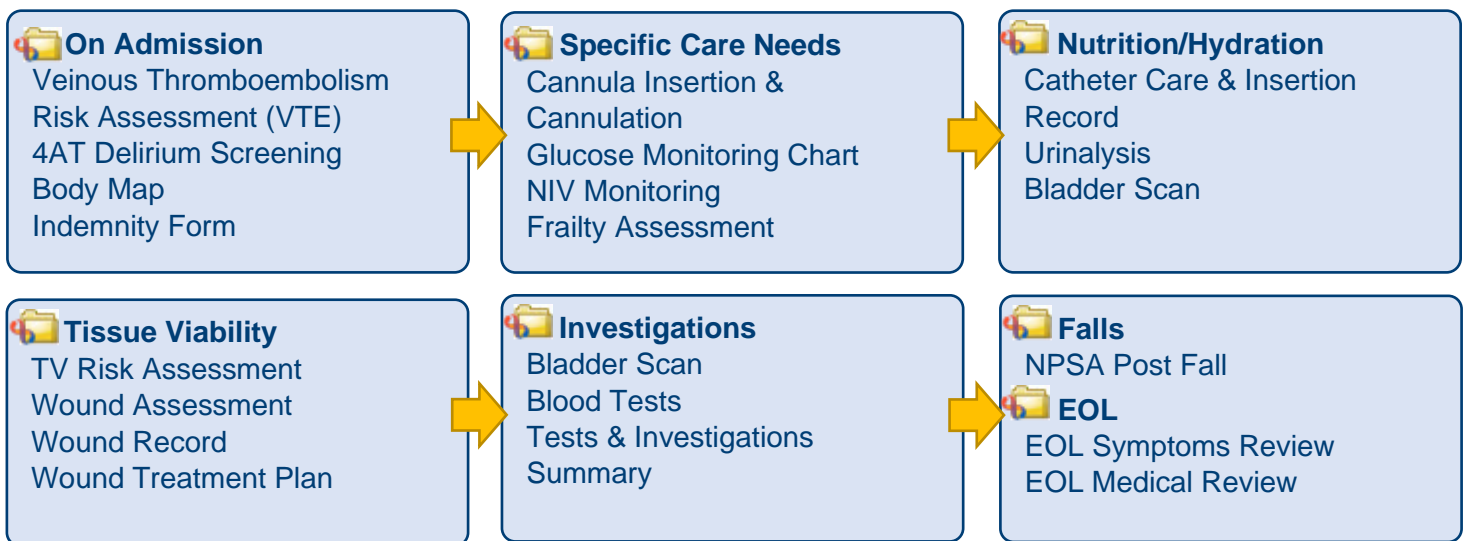 On Admission
Veinous Thromboembolism
Risk Assessment (VTE)
4AT Delirium Screening
Body Map
Indemnity Form
Specific Care Needs
Cannula Insertion &
Cannulation
Glucose Monitoring Chart
NIV Monitoring
Frailty Assessment
Nutrition/Hydration
Catheter Care & Insertion
Record
Urinalysis
Bladder Scan
Tissue Viability
TV Risk Assessment
Wound Assessment
Wound Record
Wound Treatment Plan
Investigations
Bladder Scan
Blood Tests
Tests & Investigations
Summary
Falls
NPSA Post Fall
EOL
EOL Symptoms Review
EOL Medical Review